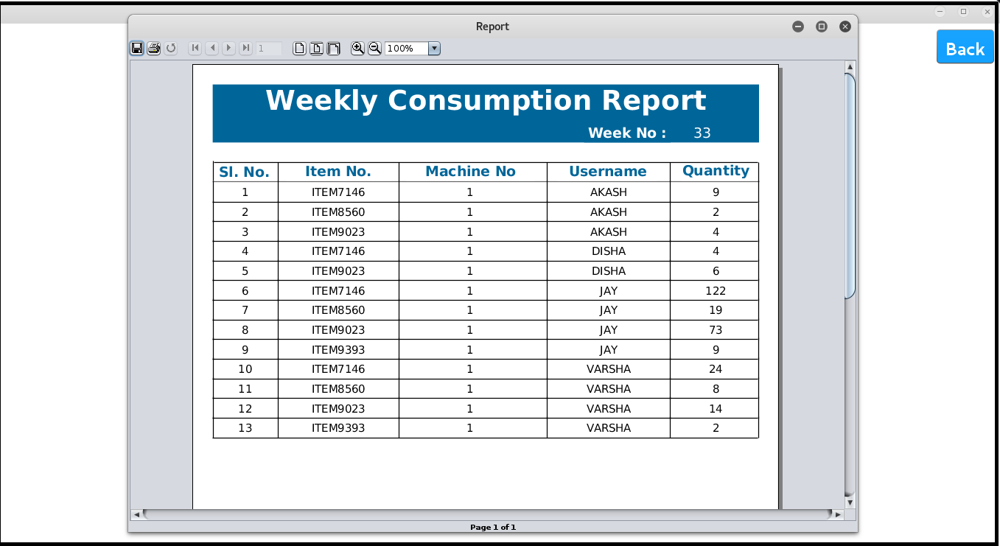 Report
1 100%
Back
Weekly Consumption Report
Week No : 33
Sl. No. Item No. Machine No Username Quantity
1 ITEM7146 1 AKASH 9
2 ITEM8560 1 AKASH 2
3 ITEM9023 1 AKASH 4
4 ITEM7146 1 DISHA 4
5 ITEM9023 1 DISHA 6
6 ITEM7146 1 JAY 122
7 ITEM8560 1 JAY 19
8 ITEM9023 1 JAY 73
9 ITEM9393 1 JAY 9
10 ITEM7146 1 VARSHA 24
11 ITEM8560 1 VARSHA 8
12 ITEM9023 1 VARSHA 14
13 ITEM9393 1 VARSHA 2
Page 1 of 1